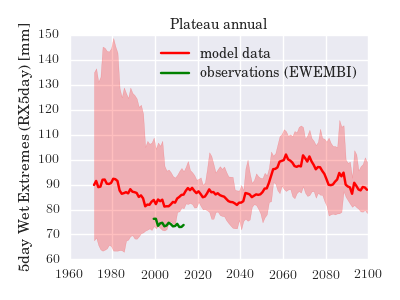 Plateau annual
5day Wet Extremes (RX5day) [mm]
150
140
130
120
110
100
90
80
70
60
model data
observations (EWEMBI)
1960 1980 2000 2020 2040 2060 2080 2100